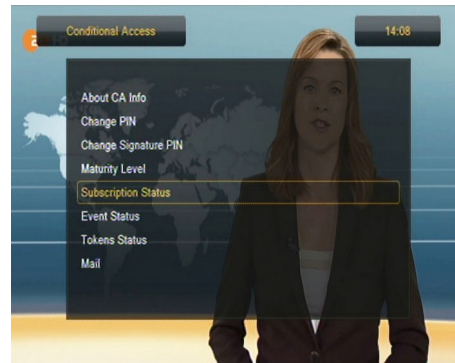 Conditional Access
14:08
About CA Info
Change PIN
Change Signature PIN
Maturity Level
Subscription Status
Event Status
Tokens Status
Mail